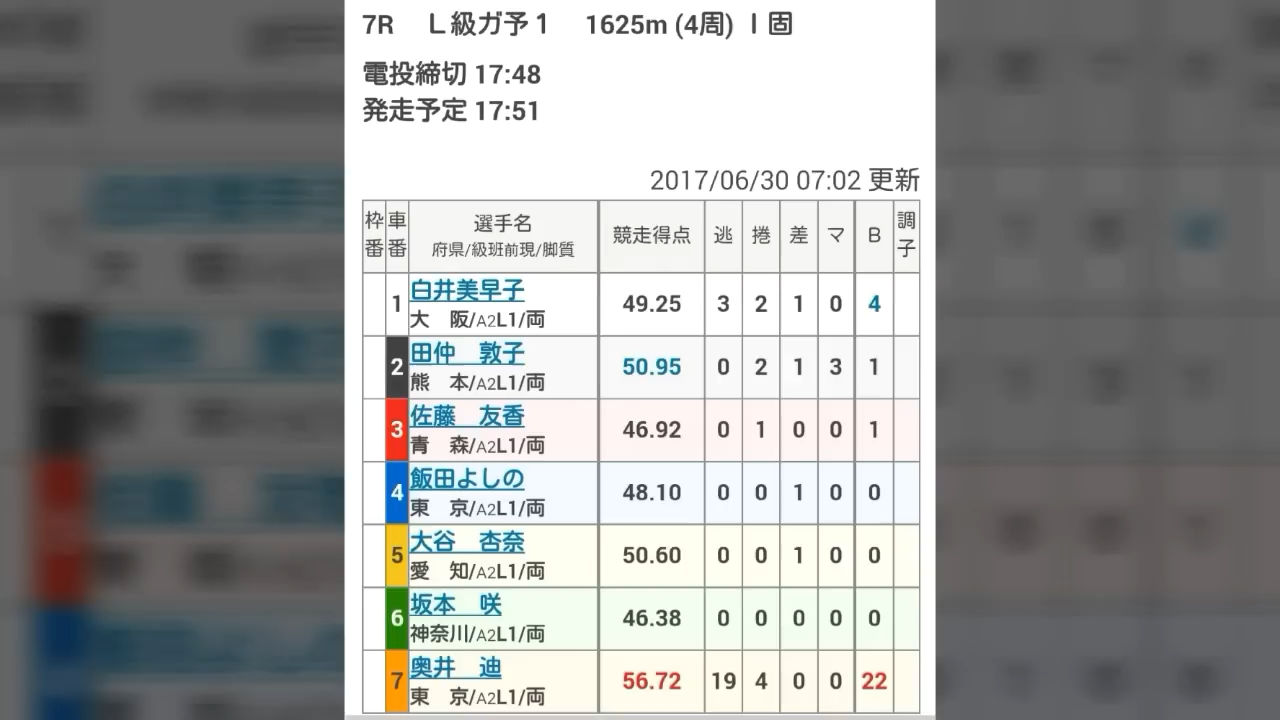 7R　Ｌ級ガ予１　1625m (4周) Ｉ固
電投締切 17:48
発走予定 17:51
2017/06/30 07:02 更新
枠番 車番 選手名 府県/級班前現/脚質 競走得点 逃 捲 差 マ B 調子
1 白井美早子 49.25 3 2 1 0 4
大　阪/A2L1/両
2 田仲　敦子 50.95 0 2 1 3 1
熊　本/A2L1/両
3 佐藤　友香 46.92 0 1 0 0 1
青　森/A2L1/両
4 飯田よしの 48.10 0 0 1 0 0
東　京/A2L1/両
5 大谷　杏奈 50.60 0 0 1 0 0
愛　知/A2L1/両
6 坂本　咲 46.38 0 0 0 0 0
神奈川/A2L1/両
7 奥井　迪 56.72 19 4 0 0 22
東　京/A2L1/両